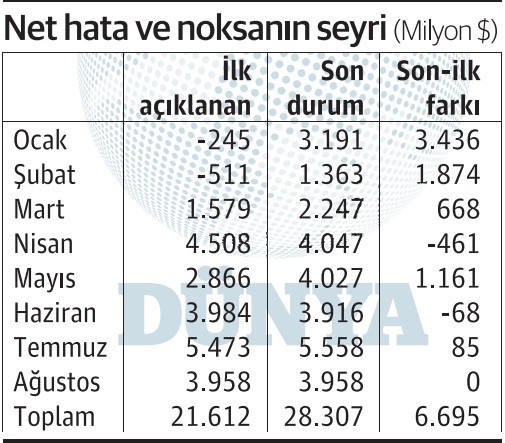 Net hata ve noksanın seyri (Milyon $)
İlk açıklanan Son durum Son-ilk farkı
Ocak -245 3.191 3.436
Şubat -511 1.363 1.874
Mart 1.579 2.247 668
Nisan 4.508 4.047 -461
Mayıs 2.866 4.027 1.161
Haziran 3.984 3.916 -68
Temmuz 5.473 5.558 85
Ağustos 3.958 3.958 0
Toplam 21.612 28.307 6.695
DÜNYA